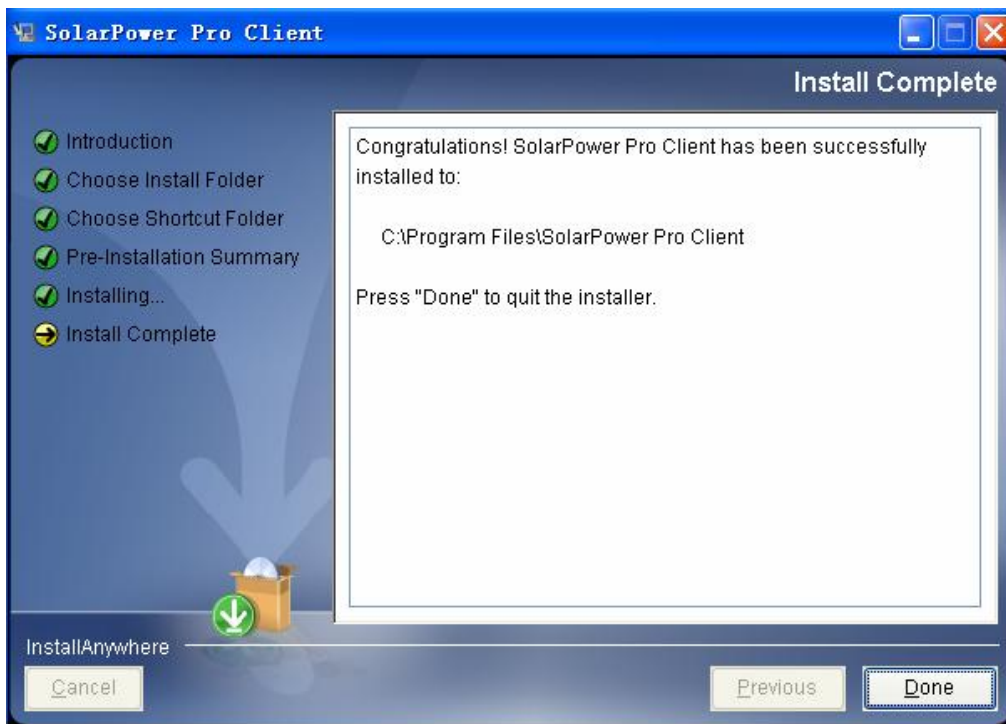 SolarPower Pro Client
Install Complete
Introduction
Choose Install Folder
Choose Shortcut Folder
Pre-Installation Summary
Installing...
Install Complete
Congratulations! SolarPower Pro Client has been successfully
installed to:
C:\Program Files\SolarPower Pro Client
Press "Done" to quit the installer.
InstallAnywhere
Cancel
Previous
Done